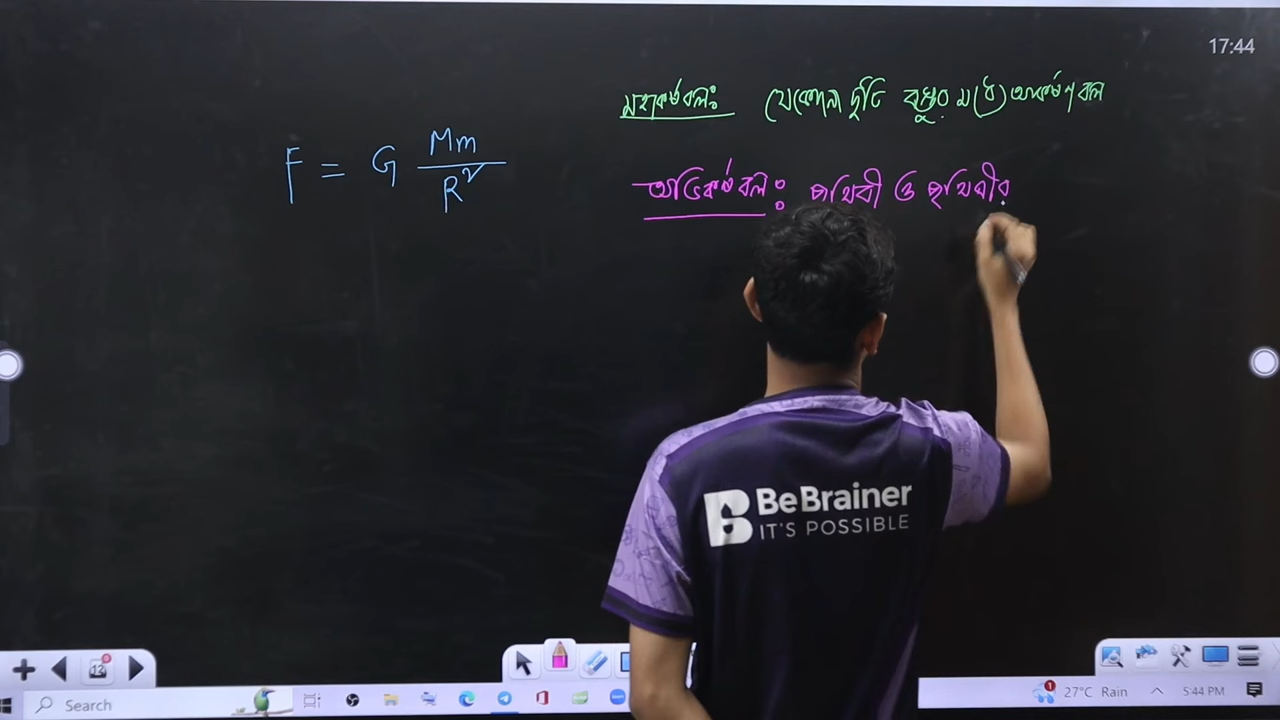 17:44
মহাকর্ষ বলঃ যেকোনো দুটি বস্তুর মধ্যে আকর্ষণ বল
F = G Mm/R²
অভিকর্ষ বলঃ পৃথিবী ও পৃথিবীর
BeBrainer
IT'S POSSIBLE
12
Search
27°C Rain
5:44 PM